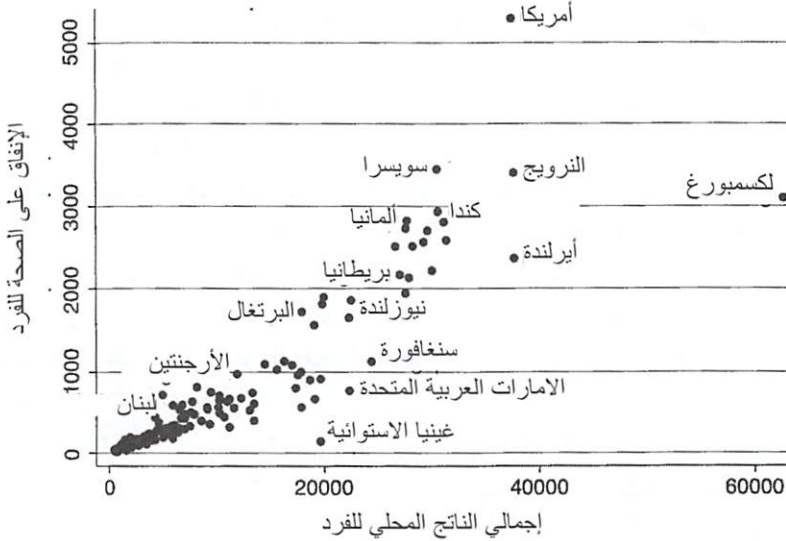 أمريكا
5000
4000
النرويج
سويسرا
لكسمبورغ
3000
كندا
ألمانيا
أيرلندة
بريطانيا
2000
نيوزلندة
البرتغال
سنغافورة
الأرجنتين
1000
الامارات العربية المتحدة
لبنان
غينيا الاستوائية
0
الإنفاق على الصحة للفرد
0 20000 40000 60000
إجمالي الناتج المحلي للفرد